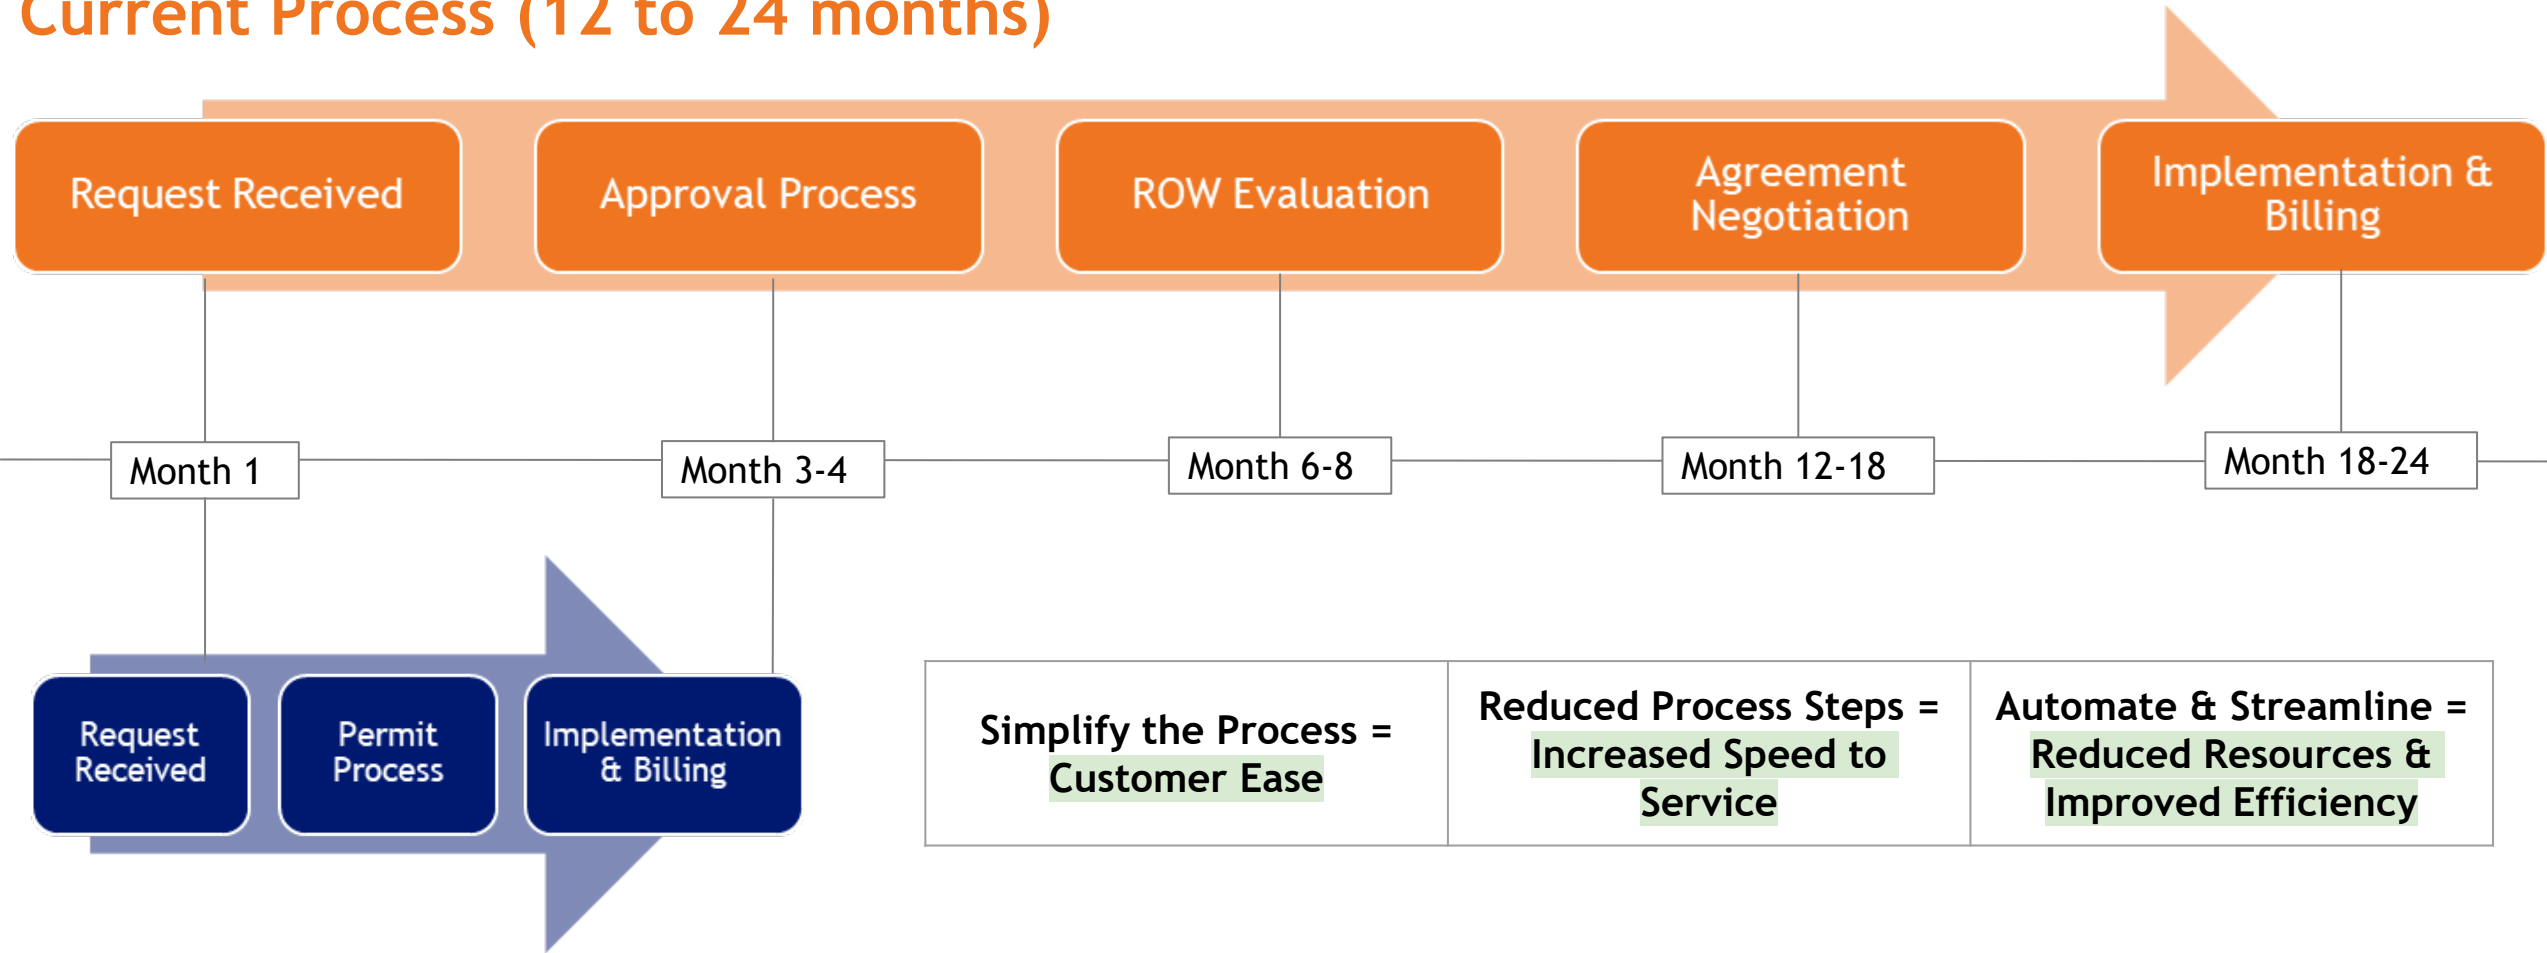 Current Process (12 to 24 months)
Request Received
Approval Process
ROW Evaluation
Agreement
Negotiation
Implementation &
Billing
Month 1
Month 3-4
Month 6-8
Month 12-18
Month 18-24
Request
Received
Permit
Process
Implementation
& Billing
Simplify the Process =
Customer Ease
Reduced Process Steps =
Increased Speed to
Service
Automate & Streamline =
Reduced Resources &
Improved Efficiency